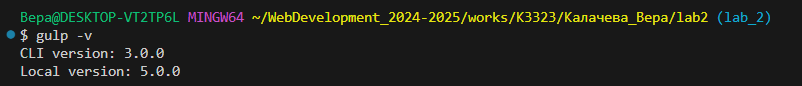 Вера@DESKTOP-VT2TP6L MINGW64 ~/WebDevelopment_2024-2025/works/K3323/Калачева_Вера/lab2 (lab_2)
$ gulp -v
CLI version: 3.0.0
Local version: 5.0.0